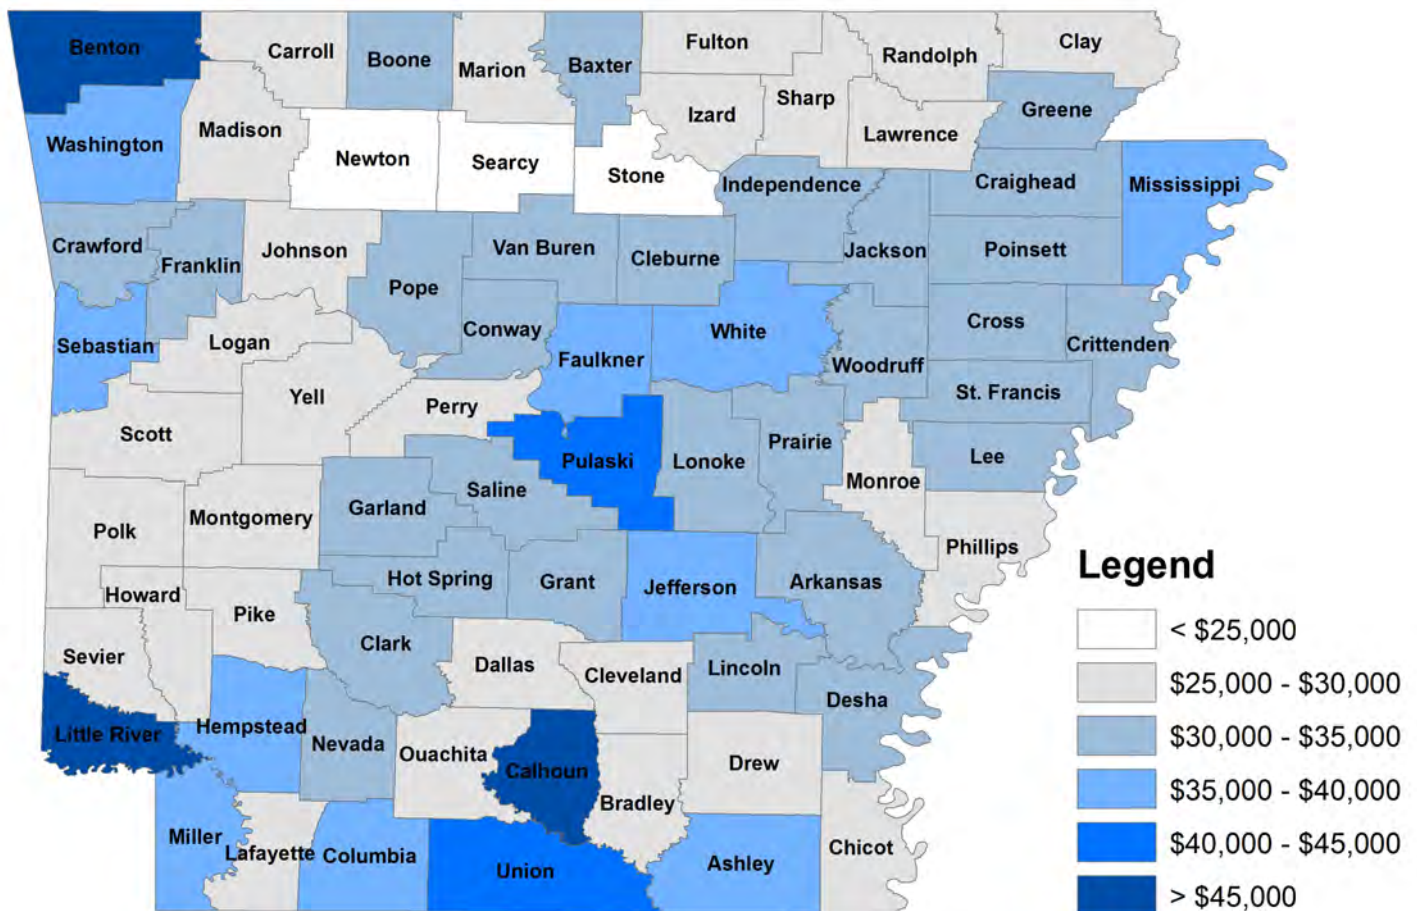 Benton
Carroll
Boone
Marion
Baxter
Fulton
Randolph
Clay
Sharp
Izard
Greene
Lawrence
Washington
Madison
Newton
Searcy
Stone
Independence
Craighead
Mississippi
Crawford
Franklin
Johnson
Van Buren
Cleburne
Jackson
Poinsett
Pope
Conway
Sebastian
Logan
Faulkner
White
Cross
Crittenden
Woodruff
Yell
Perry
St. Francis
Scott
Pulaski
Lonoke
Prairie
Lee
Monroe
Saline
Garland
Montgomery
Polk
Phillips
Hot Spring
Grant
Jefferson
Arkansas
Howard
Pike
Clark
Sevier
Dallas
Cleveland
Lincoln
Desha
Little River
Hempstead
Nevada
Ouachita
Calhoun
Drew
Bradley
Miller
Lafayette
Columbia
Union
Ashley
Chicot
Legend
< $25,000
$25,000 - $30,000
$30,000 - $35,000
$35,000 - $40,000
$40,000 - $45,000
> $45,000